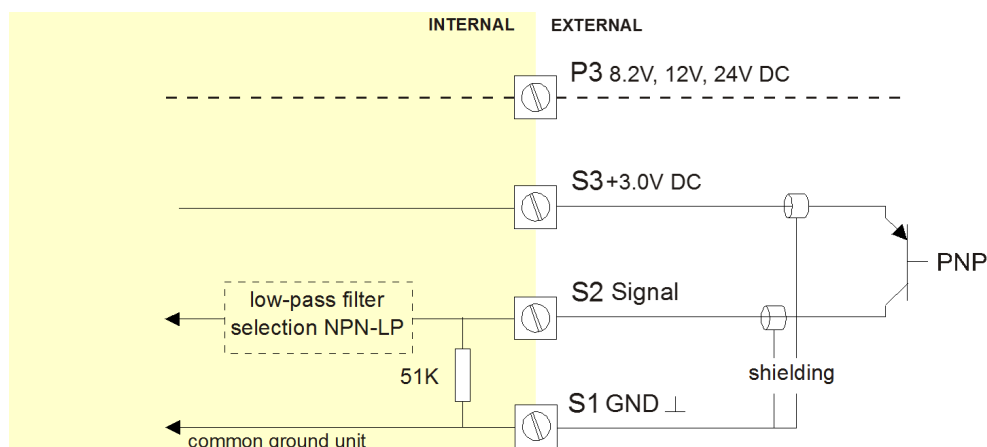 INTERNAL EXTERNAL
P3 8.2V, 12V, 24V DC
S3 +3.0V DC
PNP
S2 Signal
low-pass filter
selection NPN-LP
51K
shielding
S1 GND ⊥
common ground unit